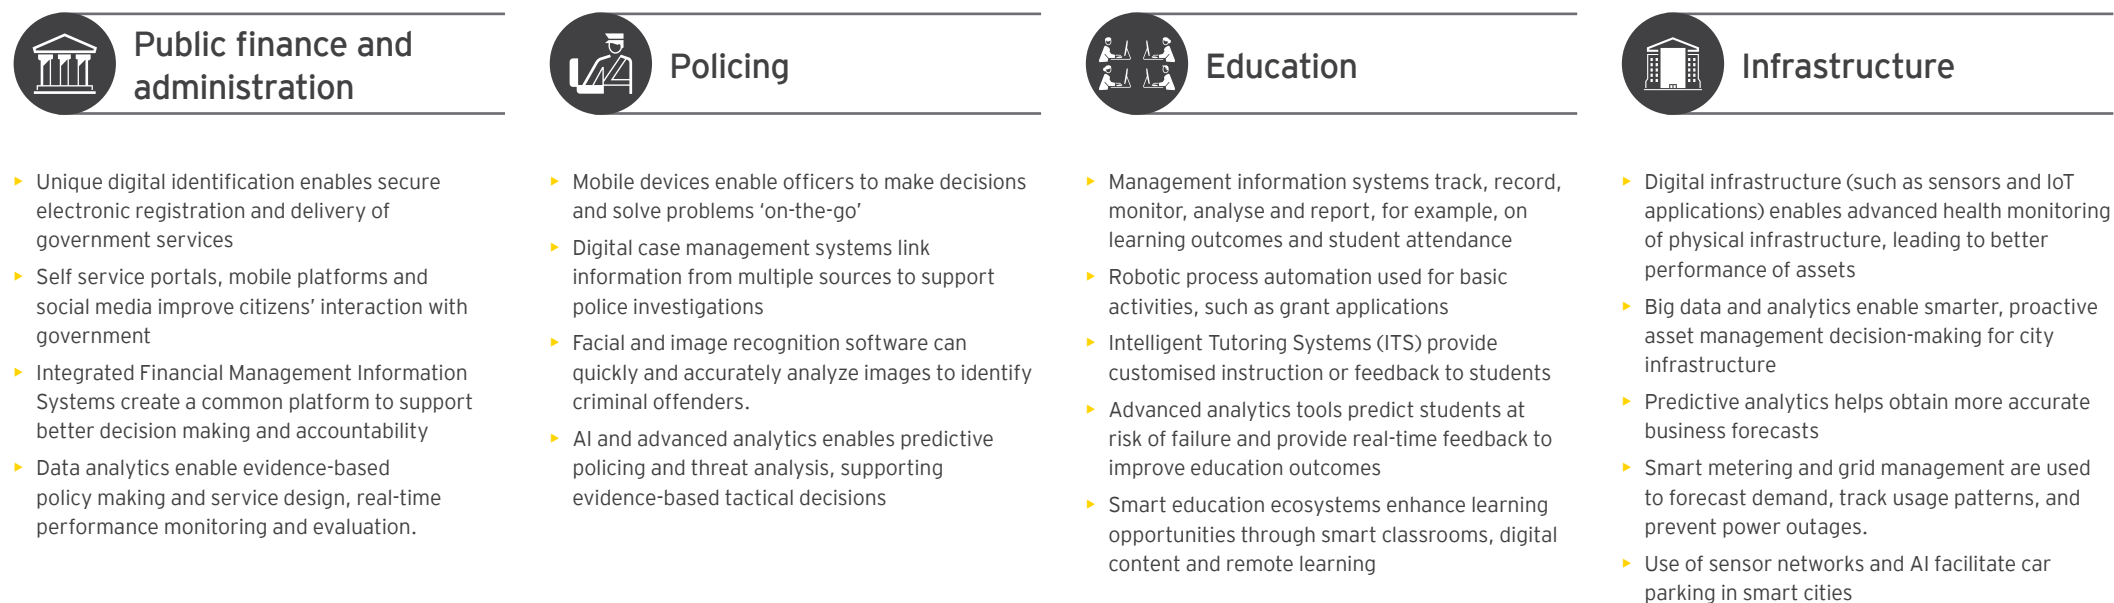 Public finance and
administration
▸ Unique digital identification enables secure
electronic registration and delivery of
government services
▸ Self service portals, mobile platforms and
social media improve citizens’ interaction with
government
▸ Integrated Financial Management Information
Systems create a common platform to support
better decision making and accountability
▸ Data analytics enable evidence-based
policy making and service design, real-time
performance monitoring and evaluation.
Policing
▸ Mobile devices enable officers to make decisions
and solve problems ‘on-the-go’
▸ Digital case management systems link
information from multiple sources to support
police investigations
▸ Facial and image recognition software can
quickly and accurately analyze images to identify
criminal offenders.
▸ AI and advanced analytics enables predictive
policing and threat analysis, supporting
evidence-based tactical decisions
Education
▸ Management information systems track, record,
monitor, analyse and report, for example, on
learning outcomes and student attendance
▸ Robotic process automation used for basic
activities, such as grant applications
▸ Intelligent Tutoring Systems (ITS) provide
customised instruction or feedback to students
▸ Advanced analytics tools predict students at
risk of failure and provide real-time feedback to
improve education outcomes
▸ Smart education ecosystems enhance learning
opportunities through smart classrooms, digital
content and remote learning
Infrastructure
▸ Digital infrastructure (such as sensors and IoT
applications) enables advanced health monitoring
of physical infrastructure, leading to better
performance of assets
▸ Big data and analytics enable smarter, proactive
asset management decision-making for city
infrastructure
▸ Predictive analytics helps obtain more accurate
business forecasts
▸ Smart metering and grid management are used
to forecast demand, track usage patterns, and
prevent power outages.
▸ Use of sensor networks and AI facilitate car
parking in smart cities